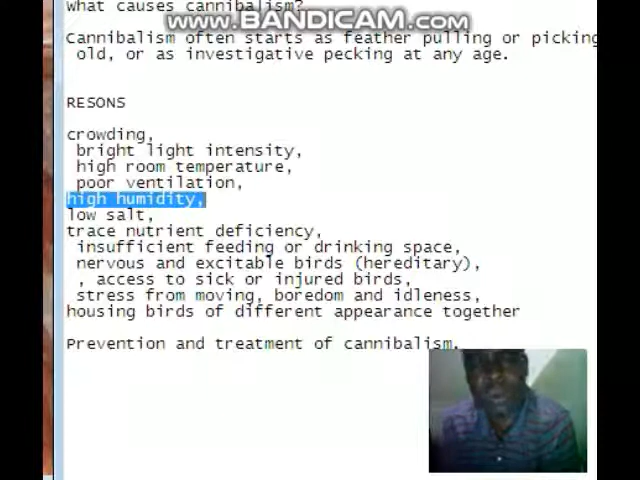 what causes cannibalism?
www.BANDICAM.com
Cannibalism often starts as feather pulling or picking
old, or as investigative pecking at any age.
RESONS
crowding,
bright light intensity,
high room temperature,
poor ventilation,
high humidity,
low salt,
trace nutrient deficiency,
insufficient feeding or drinking space,
nervous and excitable birds (hereditary),
, access to sick or injured birds,
stress from moving, boredom and idleness,
housing birds of different appearance together
Prevention and treatment of cannibalism.